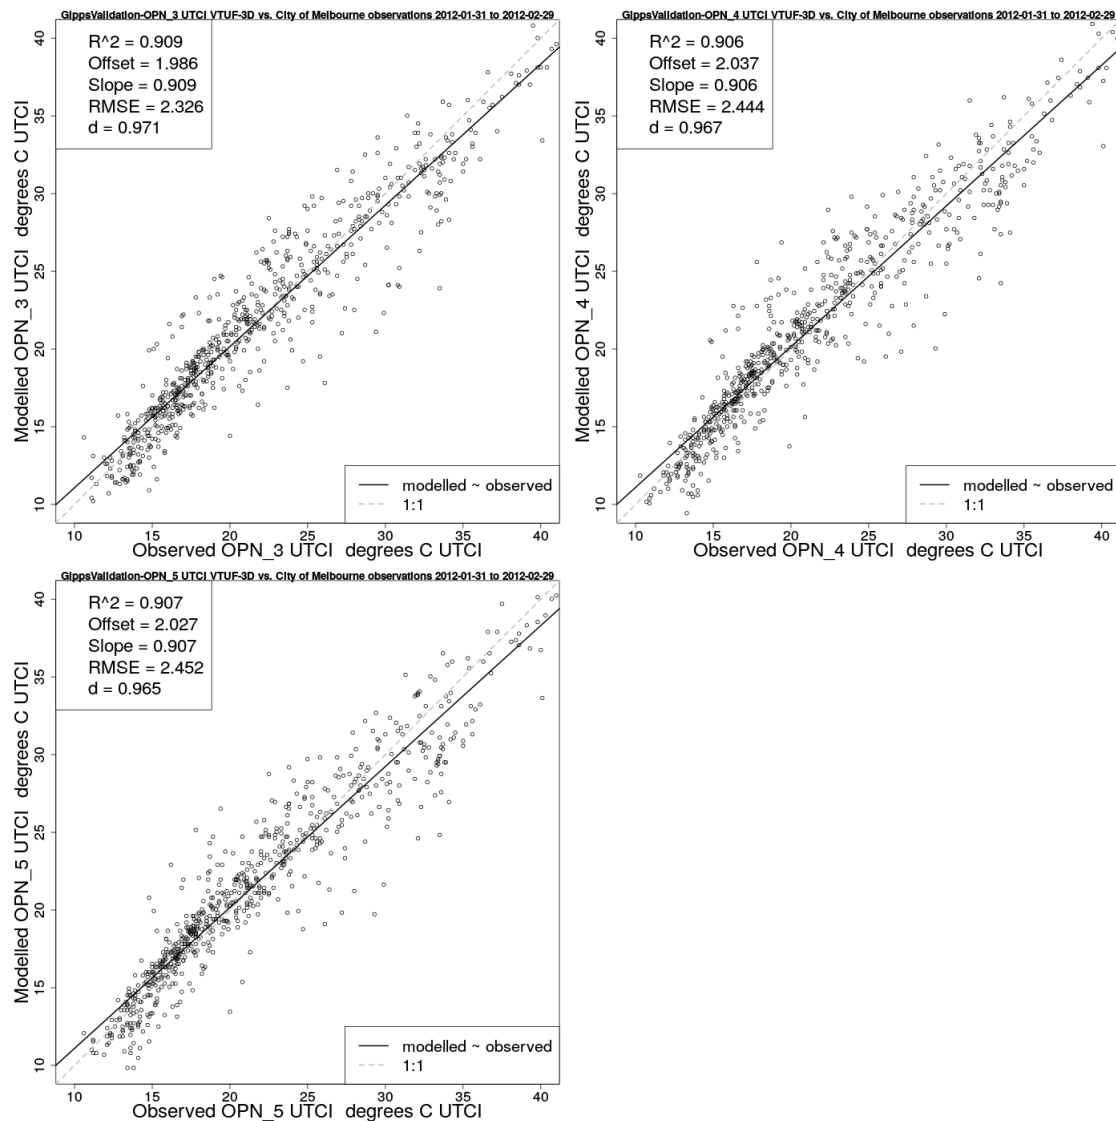 GippsValidation-OPN_3 UTCI VTUF-3D vs. City of Melbourne observations 2012-01-31 to 2012-02-29
R^2 = 0.909
Offset = 1.986
Slope = 0.909
RMSE = 2.326
d = 0.971
Modelled OPN_3 UTCI degrees C UTCI
40
35
30
25
20
15
10
modelled ~ observed
1:1
10 15 20 25 30 35 40
Observed OPN_3 UTCI degrees C UTCI
GippsValidation-OPN_4 UTCI VTUF-3D vs. City of Melbourne observations 2012-01-31 to 2012-02-29
R^2 = 0.906
Offset = 2.037
Slope = 0.906
RMSE = 2.444
d = 0.967
Modelled OPN_4 UTCI degrees C UTCI
40
35
30
25
20
15
10
modelled ~ observed
1:1
10 15 20 25 30 35 40
Observed OPN_4 UTCI degrees C UTCI
GippsValidation-OPN_5 UTCI VTUF-3D vs. City of Melbourne observations 2012-01-31 to 2012-02-29
R^2 = 0.907
Offset = 2.027
Slope = 0.907
RMSE = 2.452
d = 0.965
Modelled OPN_5 UTCI degrees C UTCI
40
35
30
25
20
15
10
modelled ~ observed
1:1
10 15 20 25 30 35 40
Observed OPN_5 UTCI degrees C UTCI